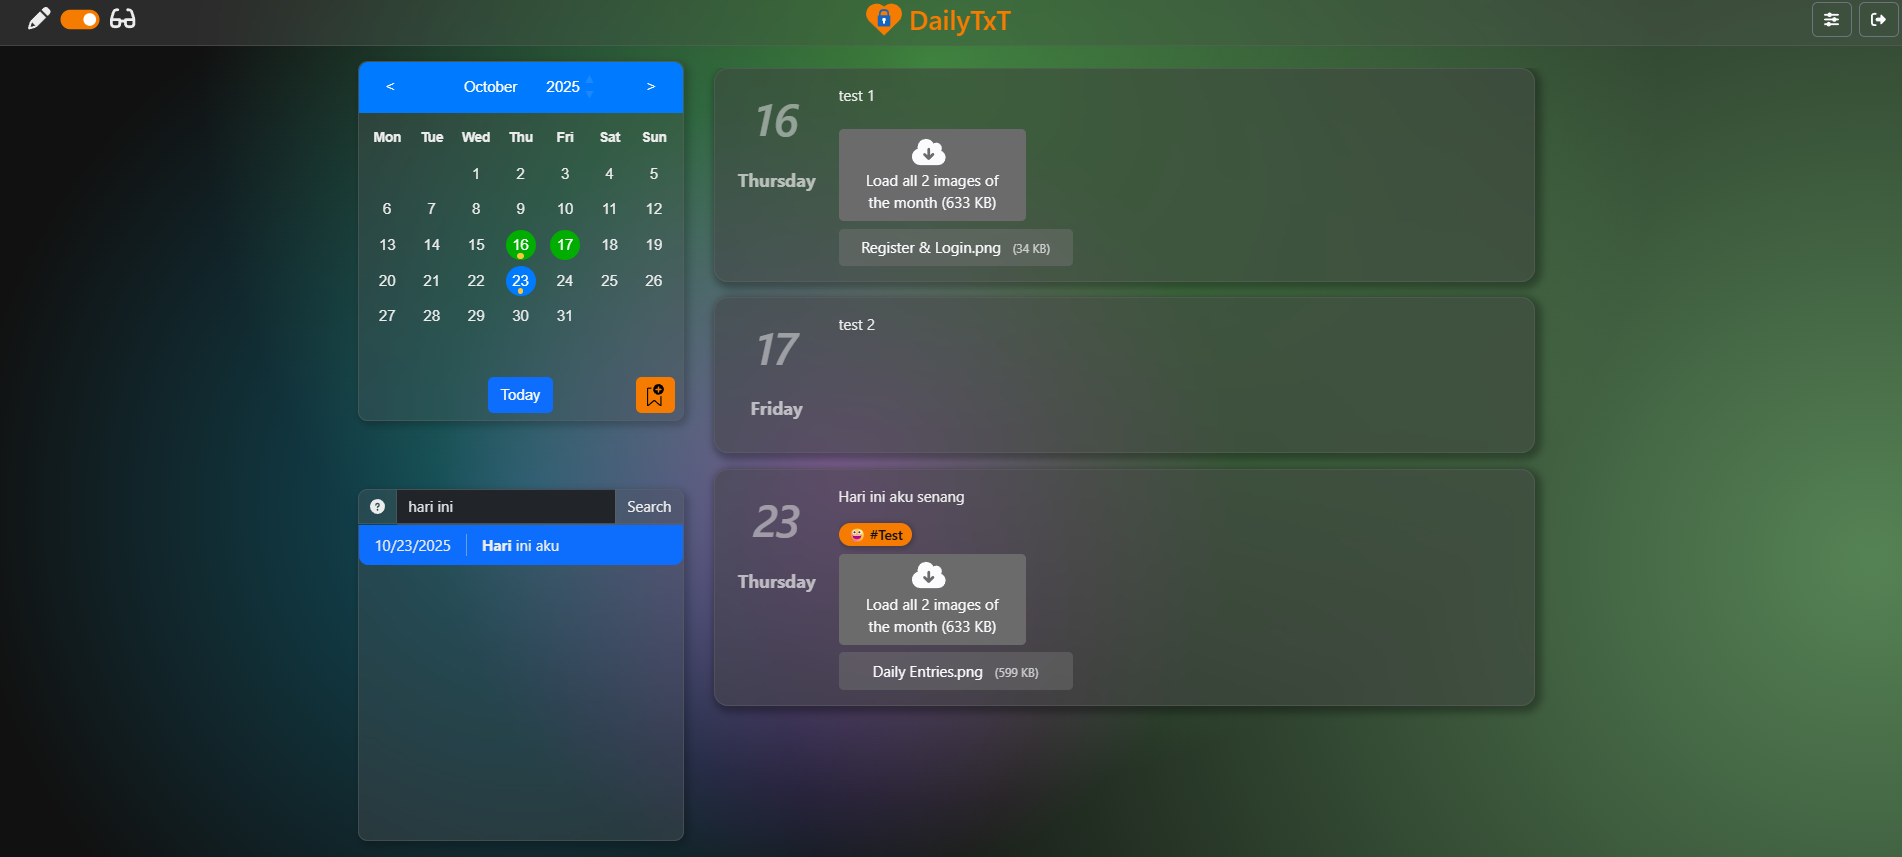 DailyTxT
< October 2025 >
Mon Tue Wed Thu Fri Sat Sun
1 2 3 4 5
6 7 8 9 10 11 12
13 14 15 16 17 18 19
20 21 22 23 24 25 26
27 28 29 30 31
Today
hari ini Search
10/23/2025 Hari ini aku
16
Thursday
test 1
Load all 2 images of
the month (633 KB)
Register & Login.png (34 KB)
17
Friday
test 2
23
Thursday
Hari ini aku senang
#Test
Load all 2 images of
the month (633 KB)
Daily Entries.png (599 KB)